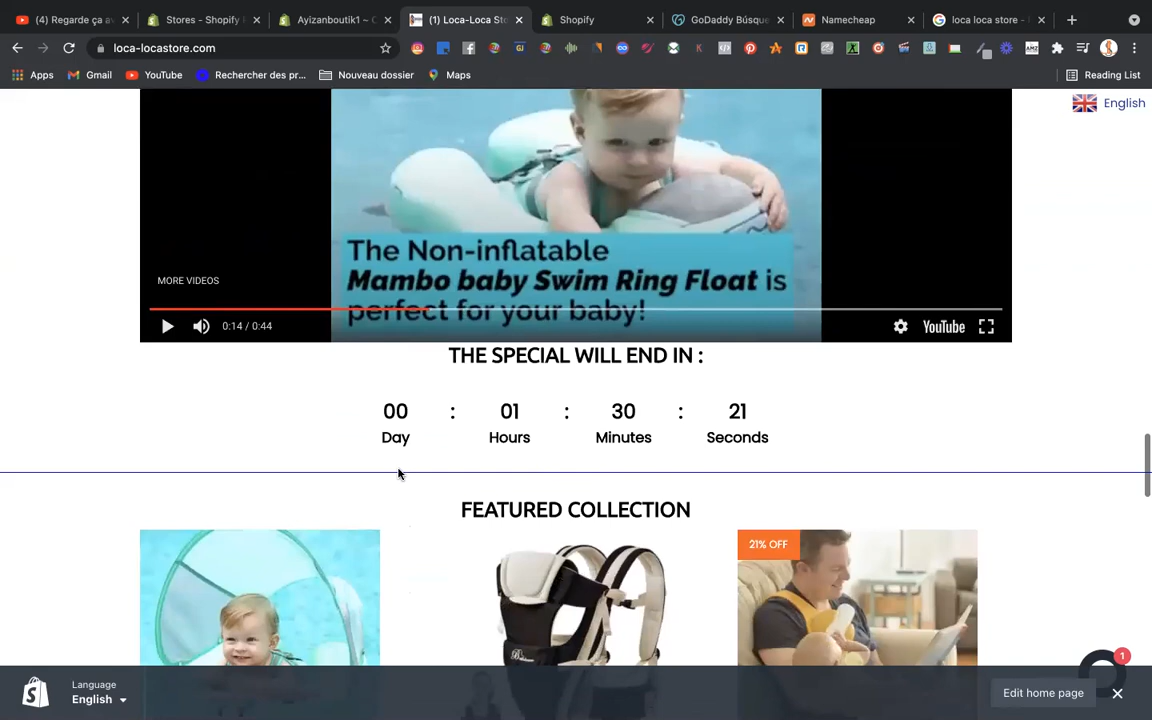 (4) Regarde ça av
Stores - Shopify
Ayizanboutik1 ~
(1) Loca-Loca Sto
Shopify
GoDaddy Búsque
Namecheap
loca loca store -
loca-locastore.com
Apps
Gmail
YouTube
Rechercher des pr...
Nouveau dossier
Maps
Reading List
English
The Non-inflatable
Mambo baby Swim Ring Float is
perfect for your baby!
MORE VIDEOS
0:14 / 0:44
YouTube
THE SPECIAL WILL END IN :
00 : 01 : 30 : 21
Day Hours Minutes Seconds
FEATURED COLLECTION
21% OFF
1
Language
English
Edit home page